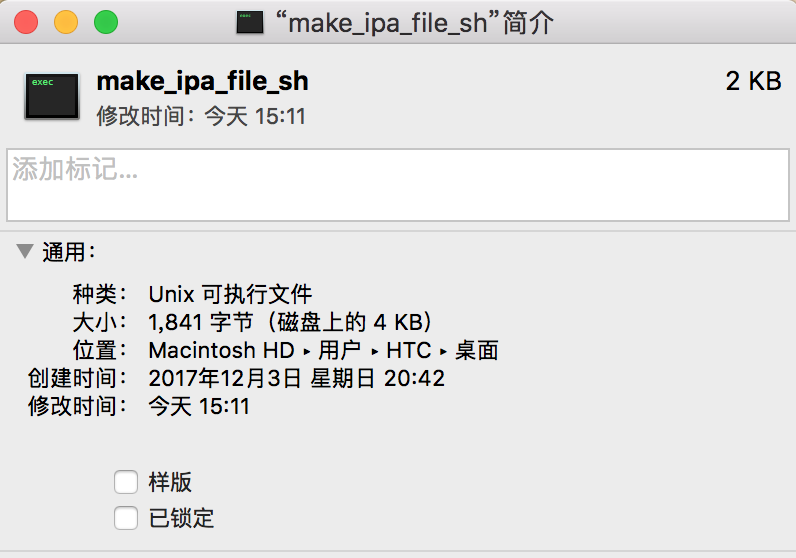 “make_ipa_file_sh”简介
exec
make_ipa_file_sh
2 KB
修改时间：今天 15:11
添加标记...
通用：
种类： Unix 可执行文件
大小： 1,841 字节（磁盘上的 4 KB）
位置： Macintosh HD ▸ 用户 ▸ HTC ▸ 桌面
创建时间： 2017年12月3日 星期日 20:42
修改时间： 今天 15:11
样版
已锁定